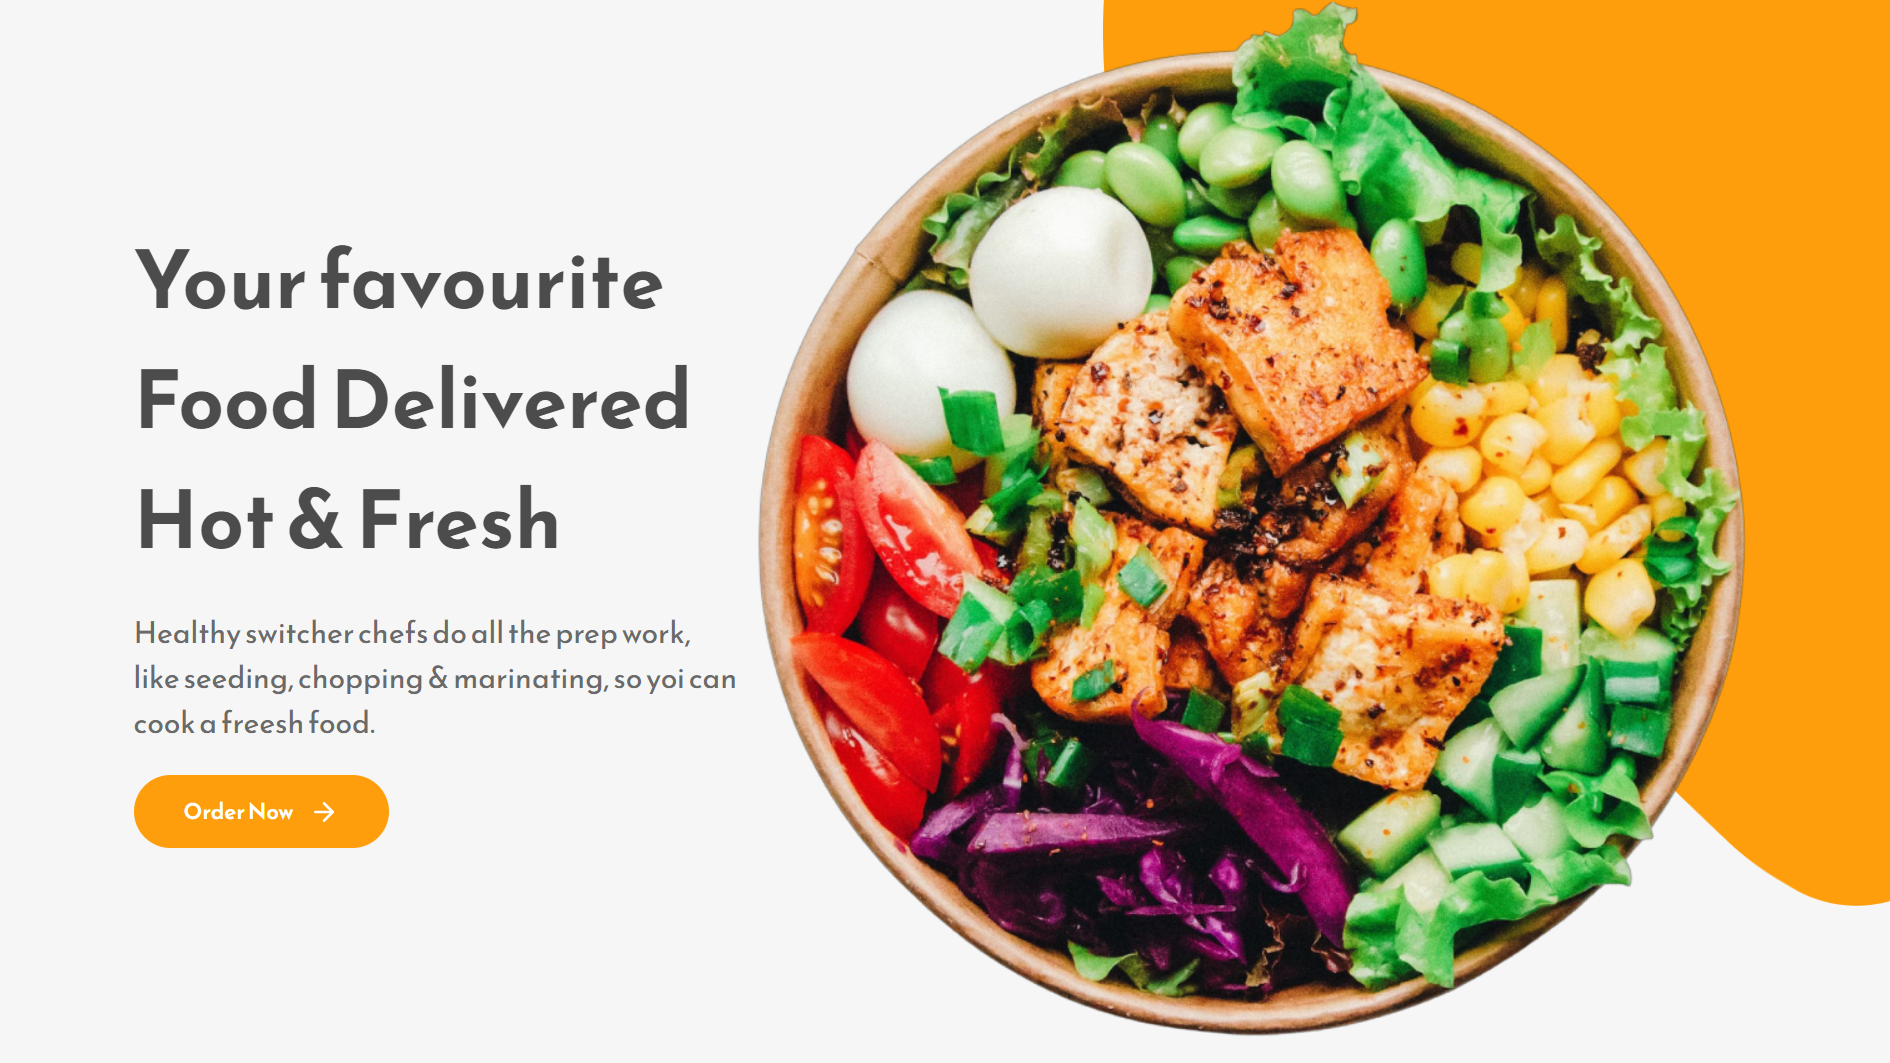 Your favourite
Food Delivered
Hot & Fresh
Healthy switcher chefs do all the prep work,
like seeding, chopping & marinating, so yoi can
cook a freesh food.
Order Now